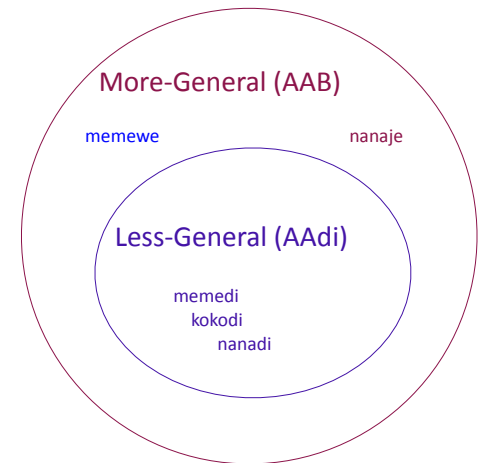 More-General (AAB)
memewe
nanaje
Less-General (AAdi)
memedi
kokodi
nanadi